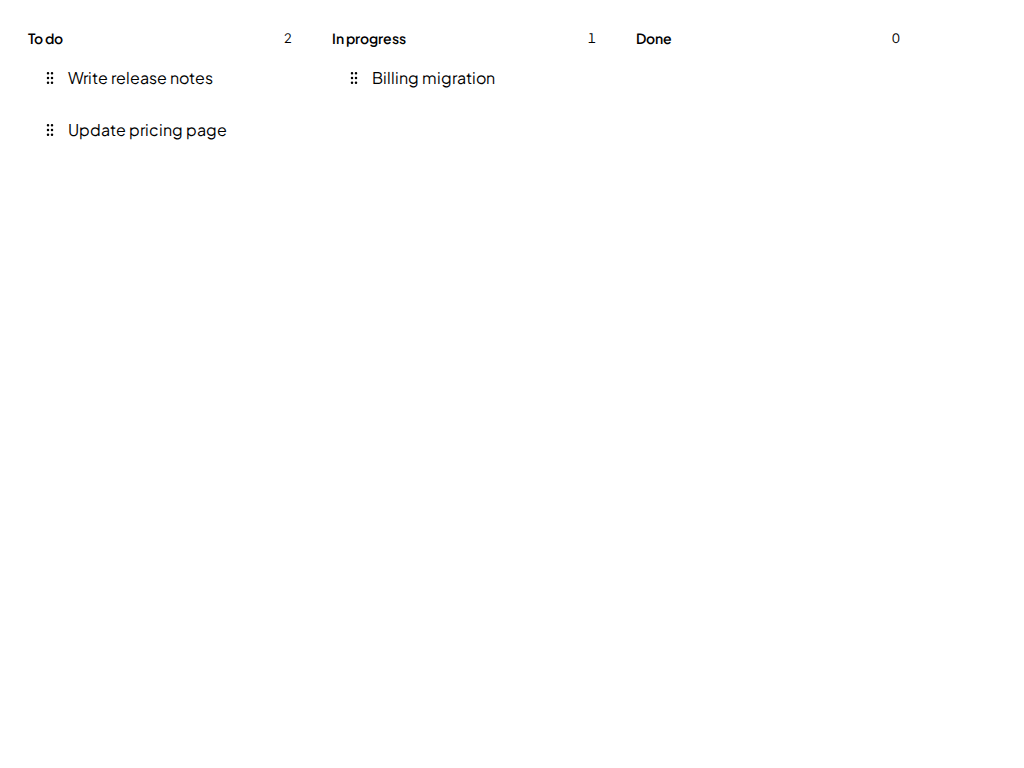 To do 2
Write release notes
Update pricing page
In progress 1
Billing migration
Done 0